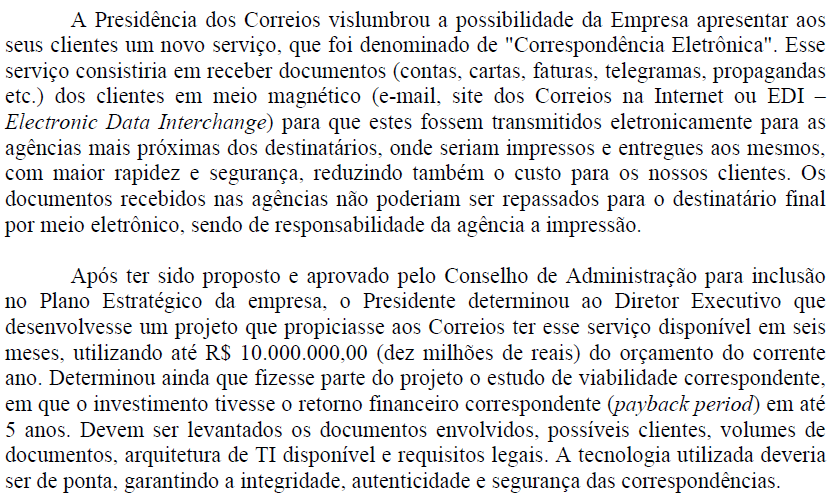 A Presidência dos Correios vislumbrou a possibilidade da Empresa apresentar aos
seus clientes um novo serviço, que foi denominado de "Correspondência Eletrônica". Esse
serviço consistiria em receber documentos (contas, cartas, faturas, telegramas, propagandas
etc.) dos clientes em meio magnético (e-mail, site dos Correios na Internet ou EDI –
Electronic Data Interchange) para que estes fossem transmitidos eletronicamente para as
agências mais próximas dos destinatários, onde seriam impressos e entregues aos mesmos,
com maior rapidez e segurança, reduzindo também o custo para os nossos clientes. Os
documentos recebidos nas agências não poderiam ser repassados para o destinatário final
por meio eletrônico, sendo de responsabilidade da agência a impressão.
Após ter sido proposto e aprovado pelo Conselho de Administração para inclusão
no Plano Estratégico da empresa, o Presidente determinou ao Diretor Executivo que
desenvolvesse um projeto que propiciasse aos Correios ter esse serviço disponível em seis
meses, utilizando até R$ 10.000.000,00 (dez milhões de reais) do orçamento do corrente
ano. Determinou ainda que fizesse parte do projeto o estudo de viabilidade correspondente,
em que o investimento tivesse o retorno financeiro correspondente (payback period) em até
5 anos. Devem ser levantados os documentos envolvidos, possíveis clientes, volumes de
documentos, arquitetura de TI disponível e requisitos legais. A tecnologia utilizada deveria
ser de ponta, garantindo a integridade, autenticidade e segurança das correspondências.